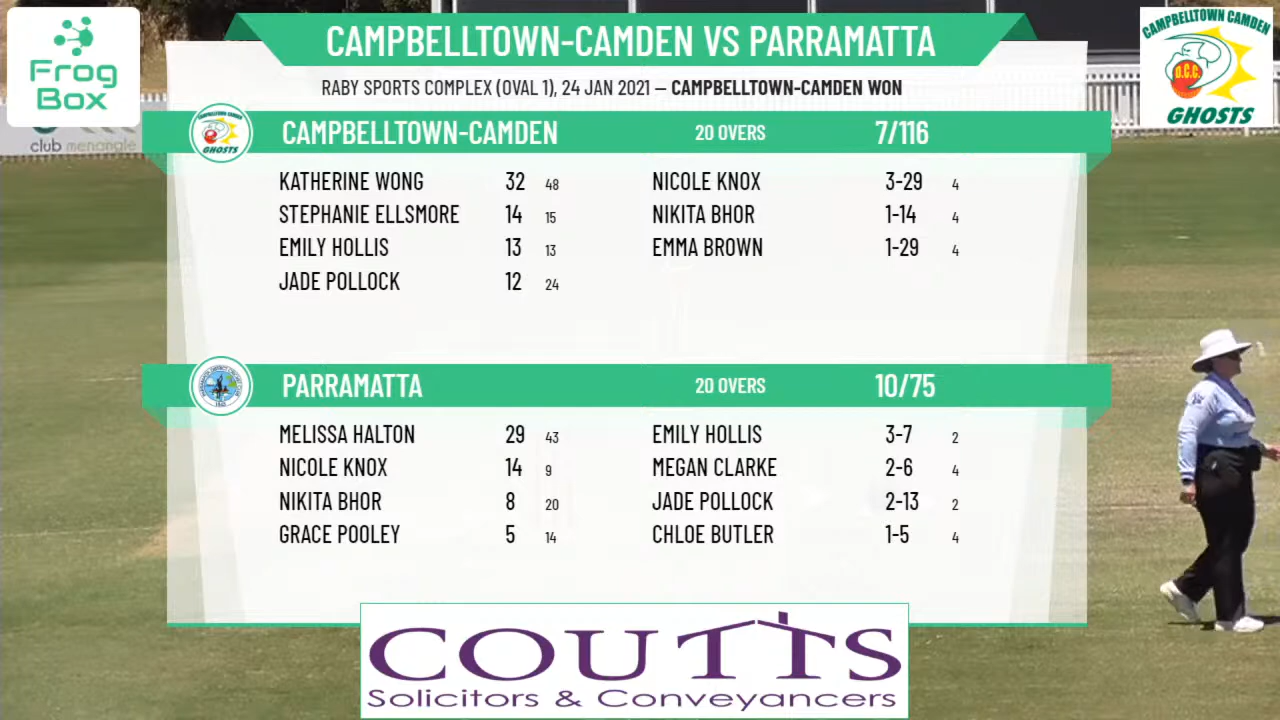 CAMPBELLTOWN-CAMDEN VS PARRAMATTA
RABY SPORTS COMPLEX (OVAL 1), 24 JAN 2021 – CAMPBELLTOWN-CAMDEN WON
Frog
Box
club menangle
CAMPBELLTOWN CAMDEN
D.C.C.
GHOSTS
CAMPBELLTOWN-CAMDEN 20 OVERS 7/116
GHOSTS
KATHERINE WONG 32 48 NICOLE KNOX 3-29 4
STEPHANIE ELLSMORE 14 15 NIKITA BHOR 1-14 4
EMILY HOLLIS 13 13 EMMA BROWN 1-29 4
JADE POLLOCK 12 24
PARRAMATTA 20 OVERS 10/75
MELISSA HALTON 29 43 EMILY HOLLIS 3-7 2
NICOLE KNOX 14 9 MEGAN CLARKE 2-6 4
NIKITA BHOR 8 20 JADE POLLOCK 2-13 2
GRACE POOLEY 5 14 CHLOE BUTLER 1-5 4
COUTTS
Solicitors & Conveyancers